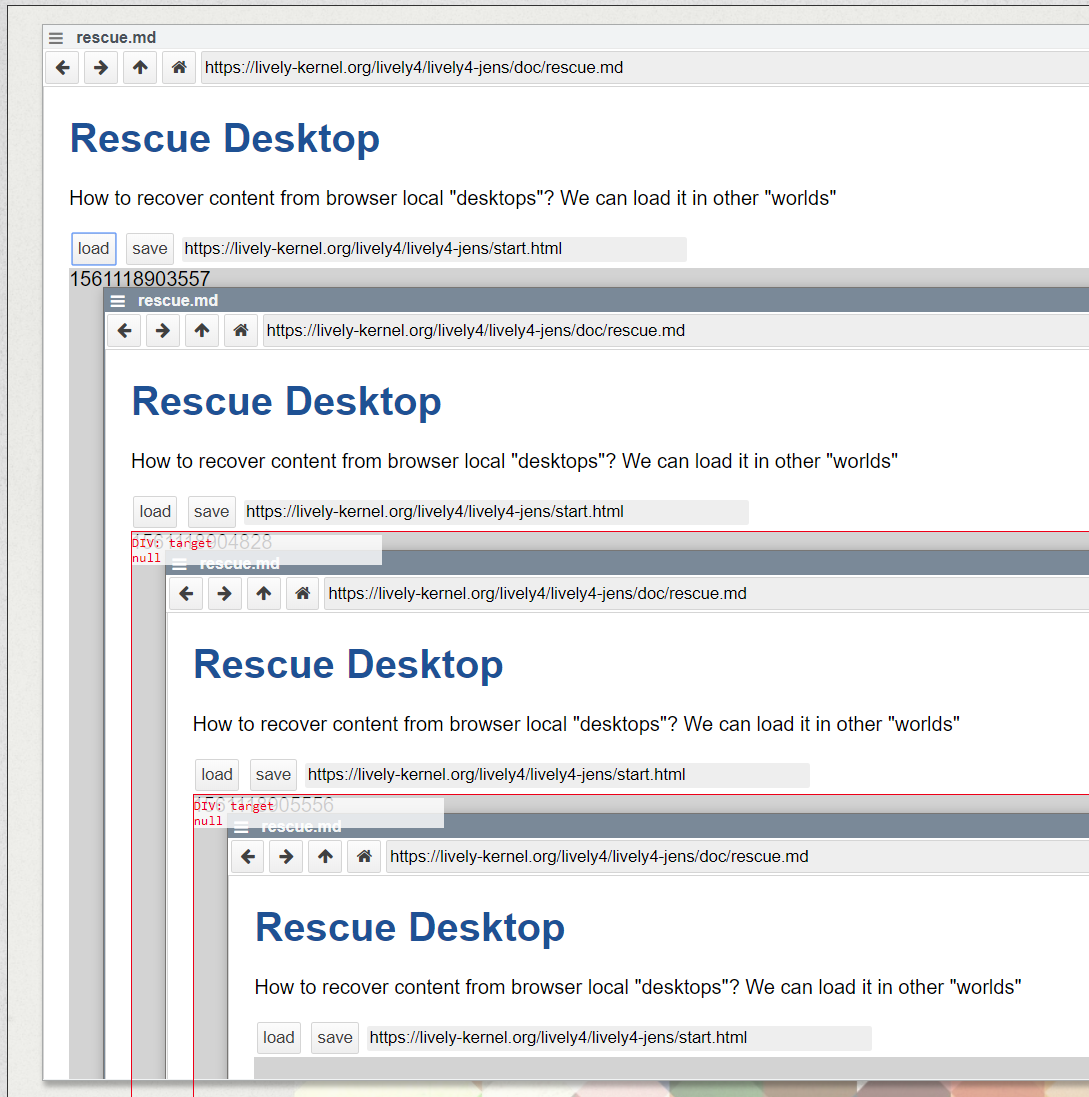 rescue.md
https://lively-kernel.org/lively4/lively4-jens/doc/rescue.md
Rescue Desktop
How to recover content from browser local "desktops"? We can load it in other "worlds"
load save https://lively-kernel.org/lively4/lively4-jens/start.html
1561118903557
rescue.md
https://lively-kernel.org/lively4/lively4-jens/doc/rescue.md
Rescue Desktop
How to recover content from browser local "desktops"? We can load it in other "worlds"
load save https://lively-kernel.org/lively4/lively4-jens/start.html
1561118904828
DIV: target
null
rescue.md
https://lively-kernel.org/lively4/lively4-jens/doc/rescue.md
Rescue Desktop
How to recover content from browser local "desktops"? We can load it in other "worlds"
load save https://lively-kernel.org/lively4/lively4-jens/start.html
1561118905556
DIV: target
null
rescue.md
https://lively-kernel.org/lively4/lively4-jens/doc/rescue.md
Rescue Desktop
How to recover content from browser local "desktops"? We can load it in other "worlds"
load save https://lively-kernel.org/lively4/lively4-jens/start.html